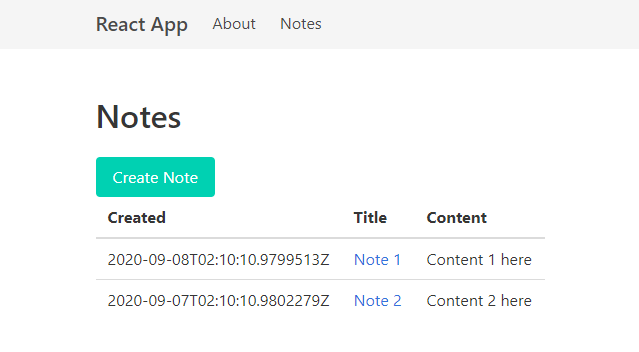 React App About Notes
Notes
Create Note
Created Title Content
2020-09-08T02:10:10.9799513Z Note 1 Content 1 here
2020-09-07T02:10:10.9802279Z Note 2 Content 2 here